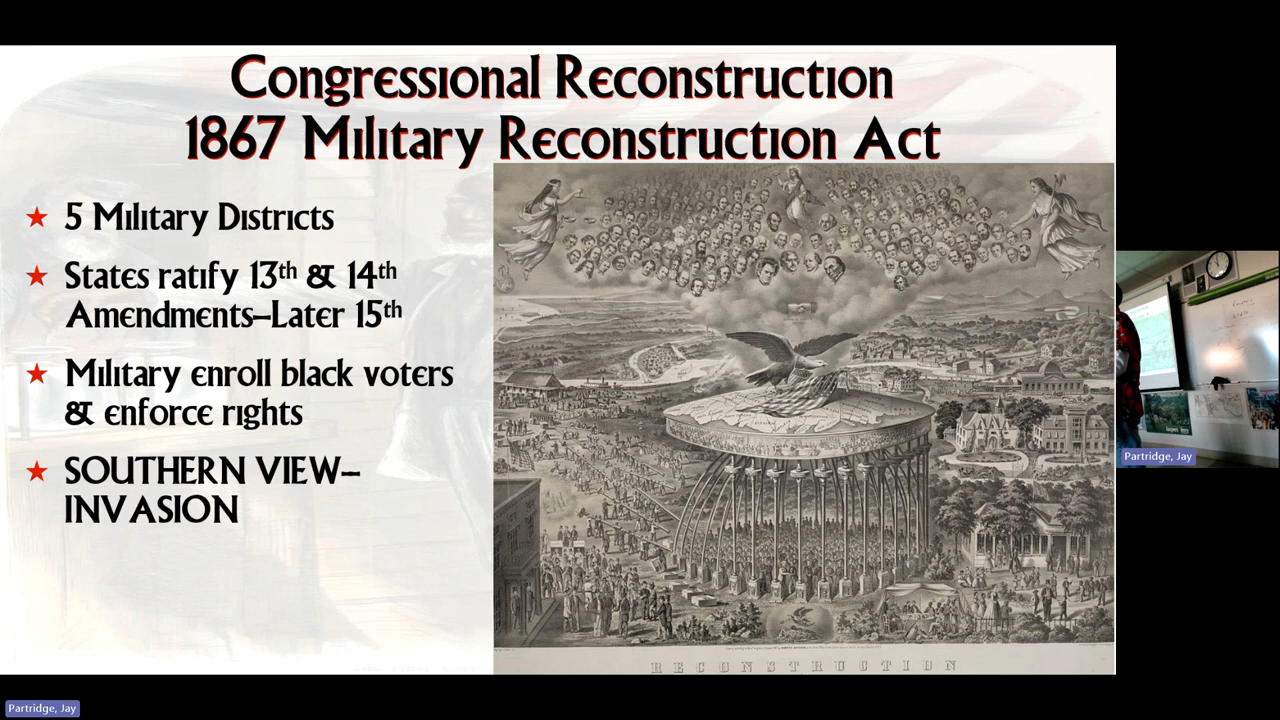 Congressional Reconstruction
1867 Military Reconstruction Act
5 Military Districts
States ratify 13th & 14th
Amendments–Later 15th
Military enroll black voters
& enforce rights
SOUTHERN VIEW–
INVASION
RECONSTRUCTION
Partridge, Jay
Partridge, Jay